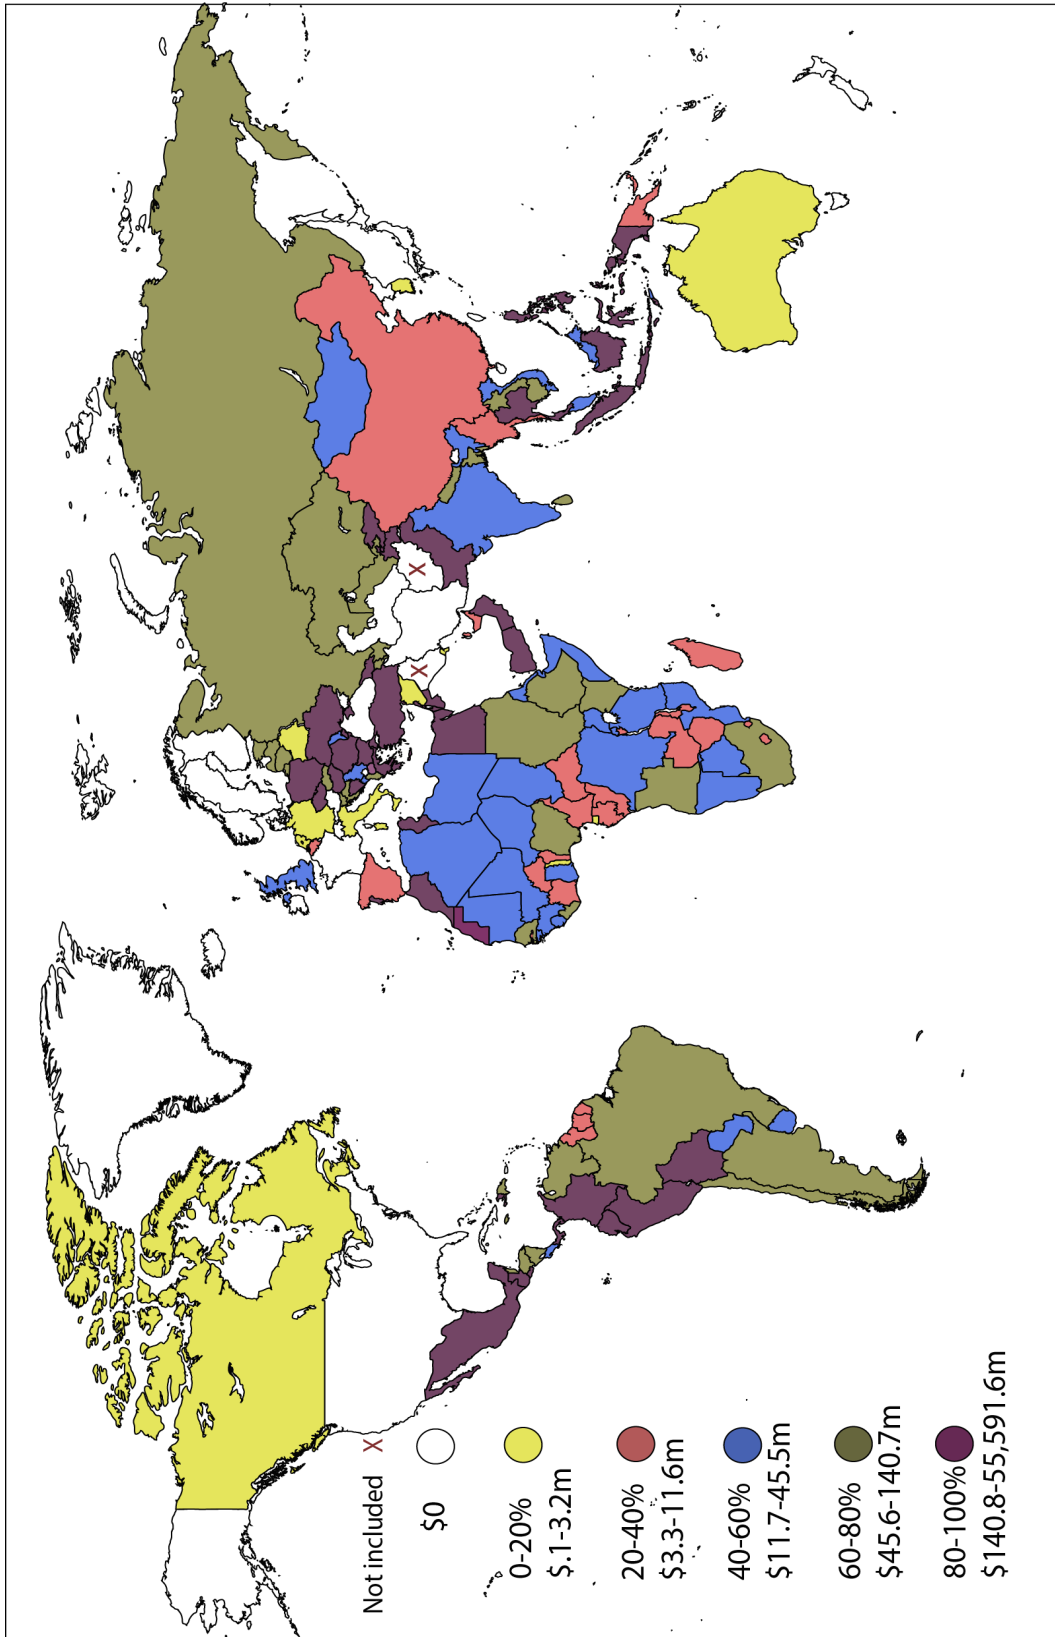 X
X
Not included X
$0
0-20%
$.1-3.2m
20-40%
$3.3-11.6m
40-60%
$11.7-45.5m
60-80%
$45.6-140.7m
80-100%
$140.8-55,591.6m